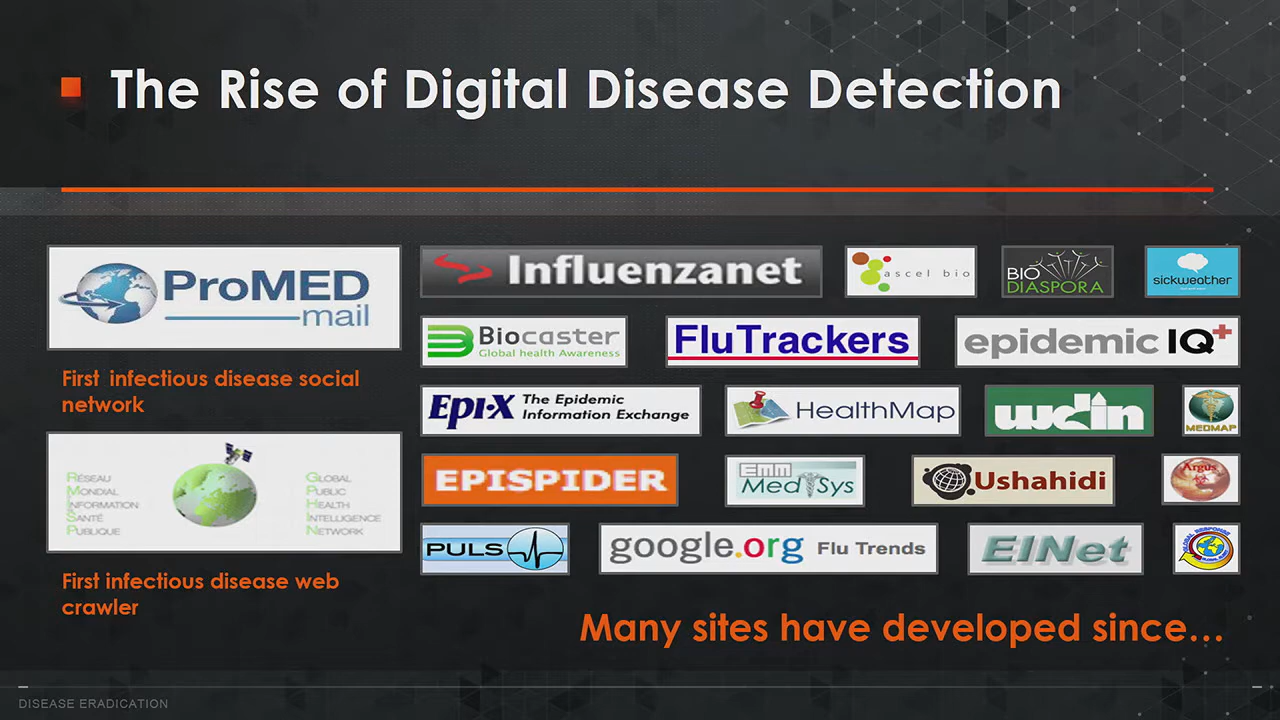 The Rise of Digital Disease Detection
ProMED
mail
First infectious disease social
network
RÉSEAU
MONDIAL
INFORMATION
SANTÉ
PUBLIQUE
GLOBAL
PUBLIC
HEALTH
INTELLIGENCE
NETWORK
First infectious disease web
crawler
Influenzanet
ascel bio
BIO
DIASPORA
sickweather
Biocaster
Global health Awareness
FluTrackers
epidemic IQ+
Epi-X The Epidemic
Information Exchange
HealthMap
wdin
MEDMAP
EPISPIDER
EMM
MedISys
Ushahidi
Argus
PULS
google.org Flu Trends
EINet
Many sites have developed since...
DISEASE ERADICATION